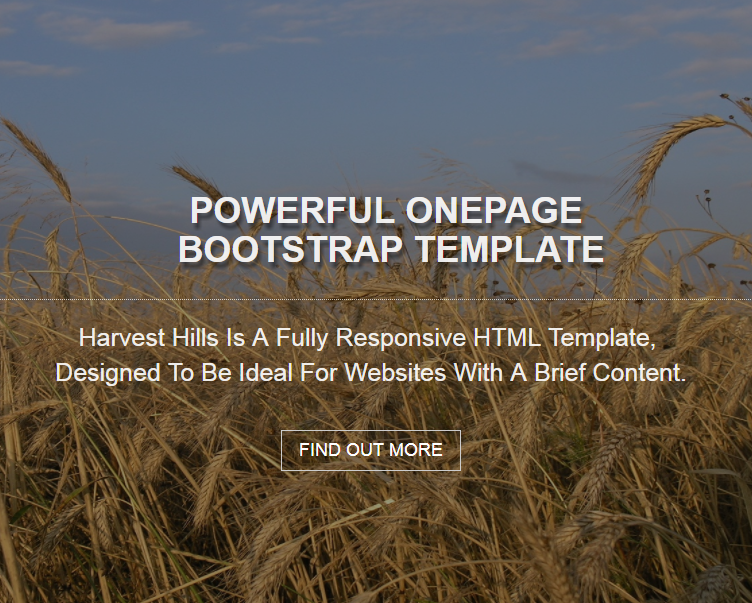 POWERFUL ONEPAGE
BOOTSTRAP TEMPLATE
Harvest Hills Is A Fully Responsive HTML Template,
Designed To Be Ideal For Websites With A Brief Content.
FIND OUT MORE